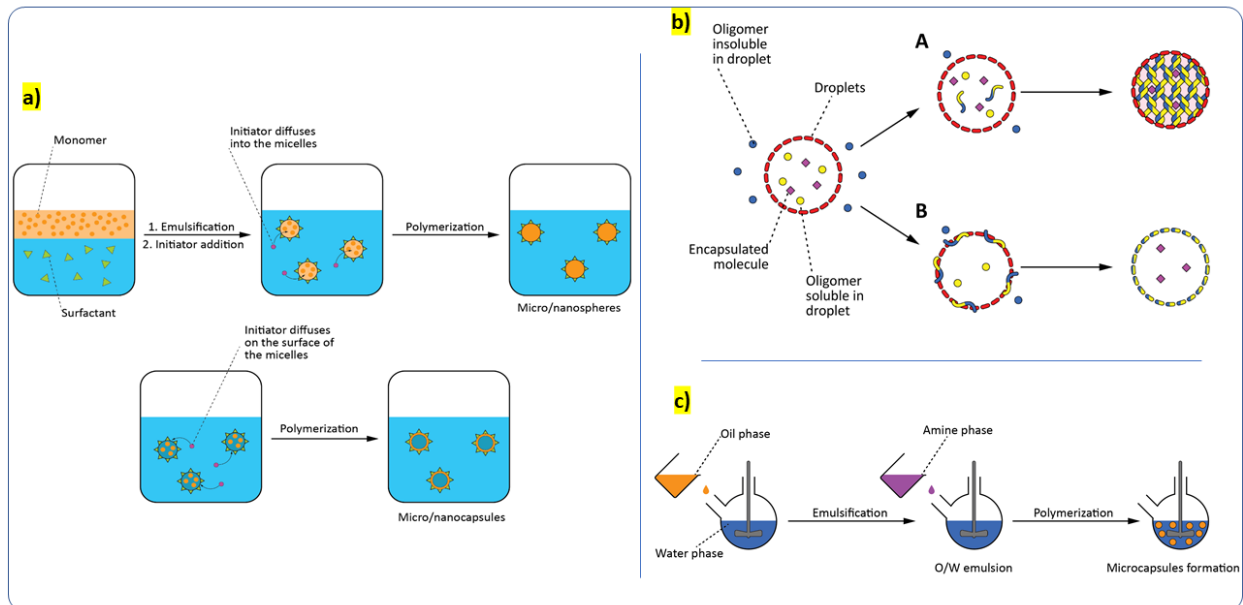 a)
Monomer
Surfactant
1. Emulsification
2. Initiator addition
Initiator diffuses
into the micelles
Polymerization
Micro/nanospheres
Initiator diffuses
on the surface of
the micelles
Polymerization
Micro/nanocapsules
b)
Oligomer
insoluble
in droplet
Droplets
Encapsulated
molecule
Oligomer
soluble in
droplet
A
B
c)
Oil phase
Water phase
Emulsification
Amine phase
O/W emulsion
Polymerization
Microcapsules formation